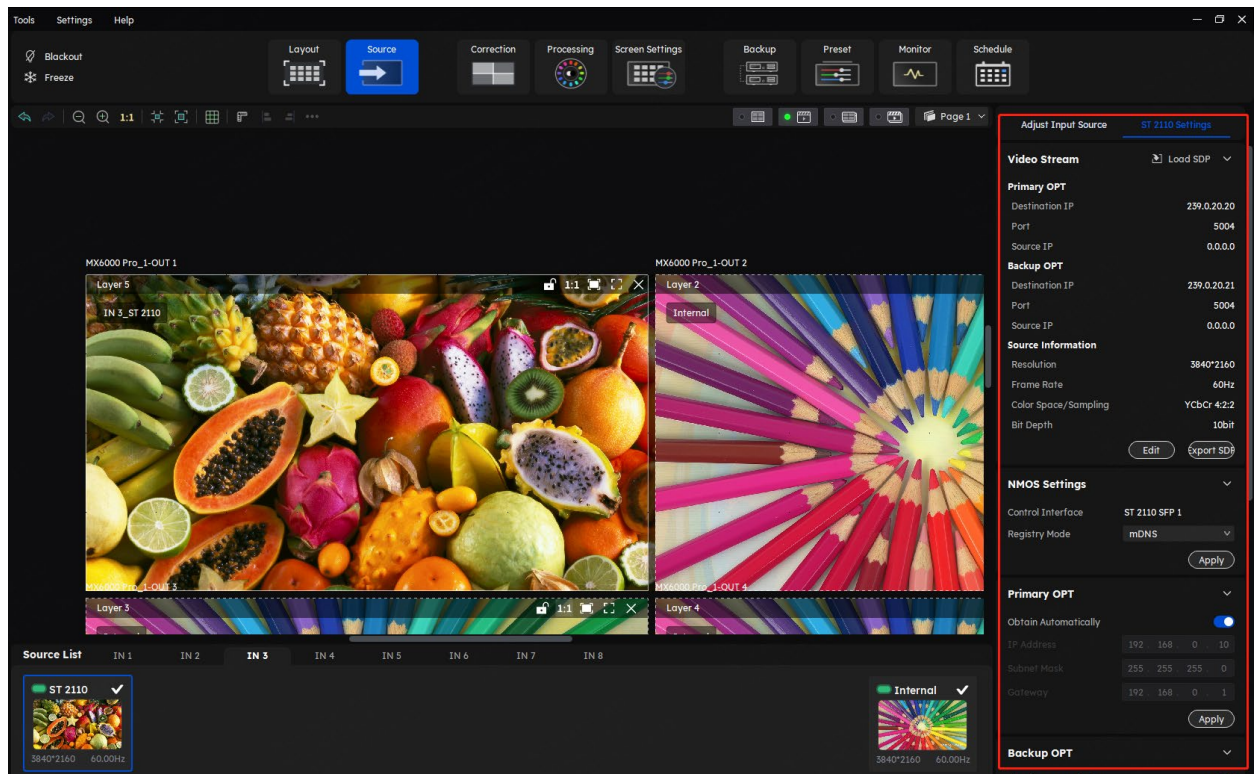 Tools Settings Help
Blackout
Freeze
Layout Source Correction Processing Screen Settings Backup Preset Monitor Schedule
1:1 Page 1
MX6000 Pro_1-OUT 1
Layer 5 1:1
IN 3_ST 2110
MX6000 Pro_1-OUT 3
MX6000 Pro_1-OUT 2
Layer 2
Internal
MX6000 Pro_1-OUT 4
Layer 3 1:1
Layer 4
Adjust Input Source ST 2110 Settings
Video Stream Load SDP
Primary OPT
Destination IP 239.0.20.20
Port 5004
Source IP 0.0.0.0
Backup OPT
Destination IP 239.0.20.21
Port 5004
Source IP 0.0.0.0
Source Information
Resolution 3840*2160
Frame Rate 60Hz
Color Space/Sampling YCbCr 4:2:2
Bit Depth 10bit
Edit Export SDP
NMOS Settings
Control Interface ST 2110 SFP 1
Registry Mode mDNS
Apply
Primary OPT
Obtain Automatically
IP Address 192 . 168 . 0 . 10
Subnet Mask 255 . 255 . 255 . 0
Gateway 192 . 168 . 0 . 1
Apply
Backup OPT
Source List IN 1 IN 2 IN 3 IN 4 IN 5 IN 6 IN 7 IN 8
ST 2110
3840*2160 60.00Hz
Internal
3840*2160 60.00Hz